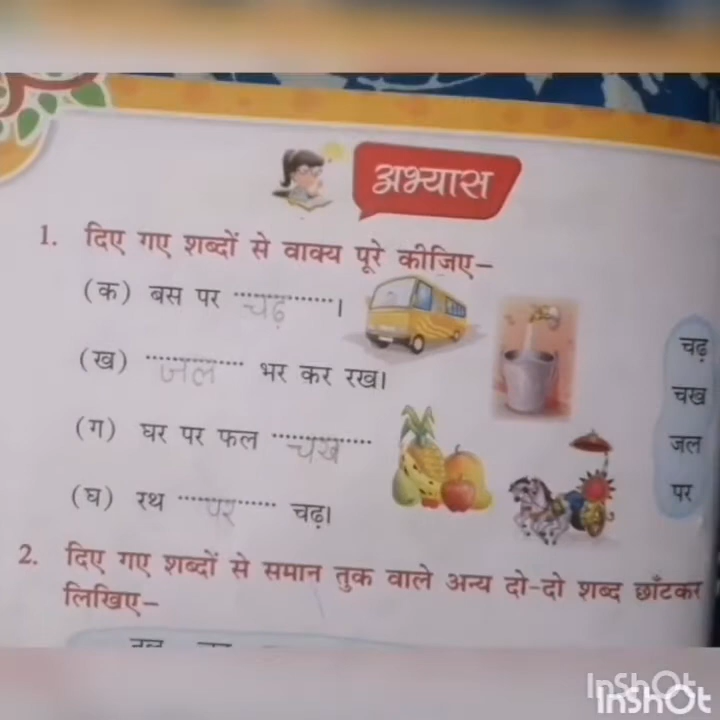 अभ्यास
1. दिए गए शब्दों से वाक्य पूरे कीजिए–
(क) बस पर चढ़ ।
(ख) जल भर कर रख।
(ग) घर पर फल चख
(घ) रथ पर चढ़।
चढ़
चख
जल
पर
2. दिए गए शब्दों से समान तुक वाले अन्य दो-दो शब्द छाँटकर
लिखिए–
InShOt
InShOt